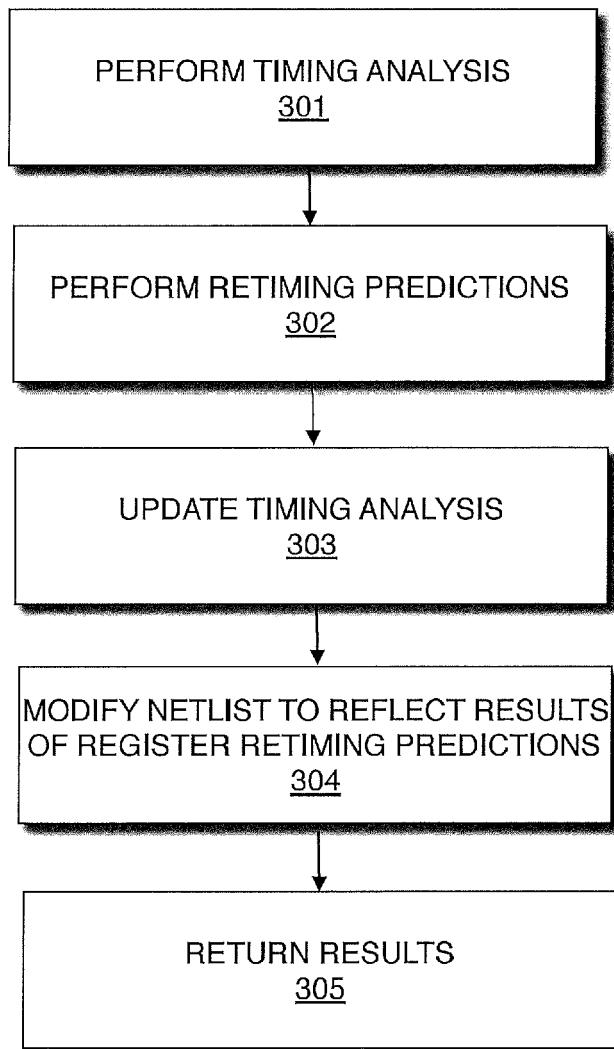 PERFORM TIMING ANALYSIS
301
PERFORM RETIMING PREDICTIONS
302
UPDATE TIMING ANALYSIS
303
MODIFY NETLIST TO REFLECT RESULTS
OF REGISTER RETIMING PREDICTIONS
304
RETURN RESULTS
305